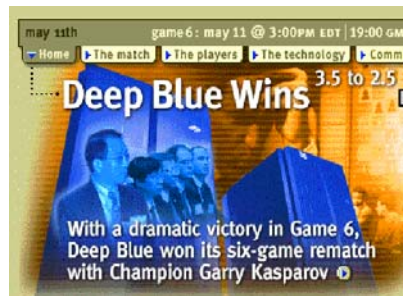 may 11th
game 6: may 11 @ 3:00PM EDT | 19:00 GM
Home The match The players The technology Comm
Deep Blue Wins 3.5 to 2.5
With a dramatic victory in Game 6,
Deep Blue won its six-game rematch
with Champion Garry Kasparov